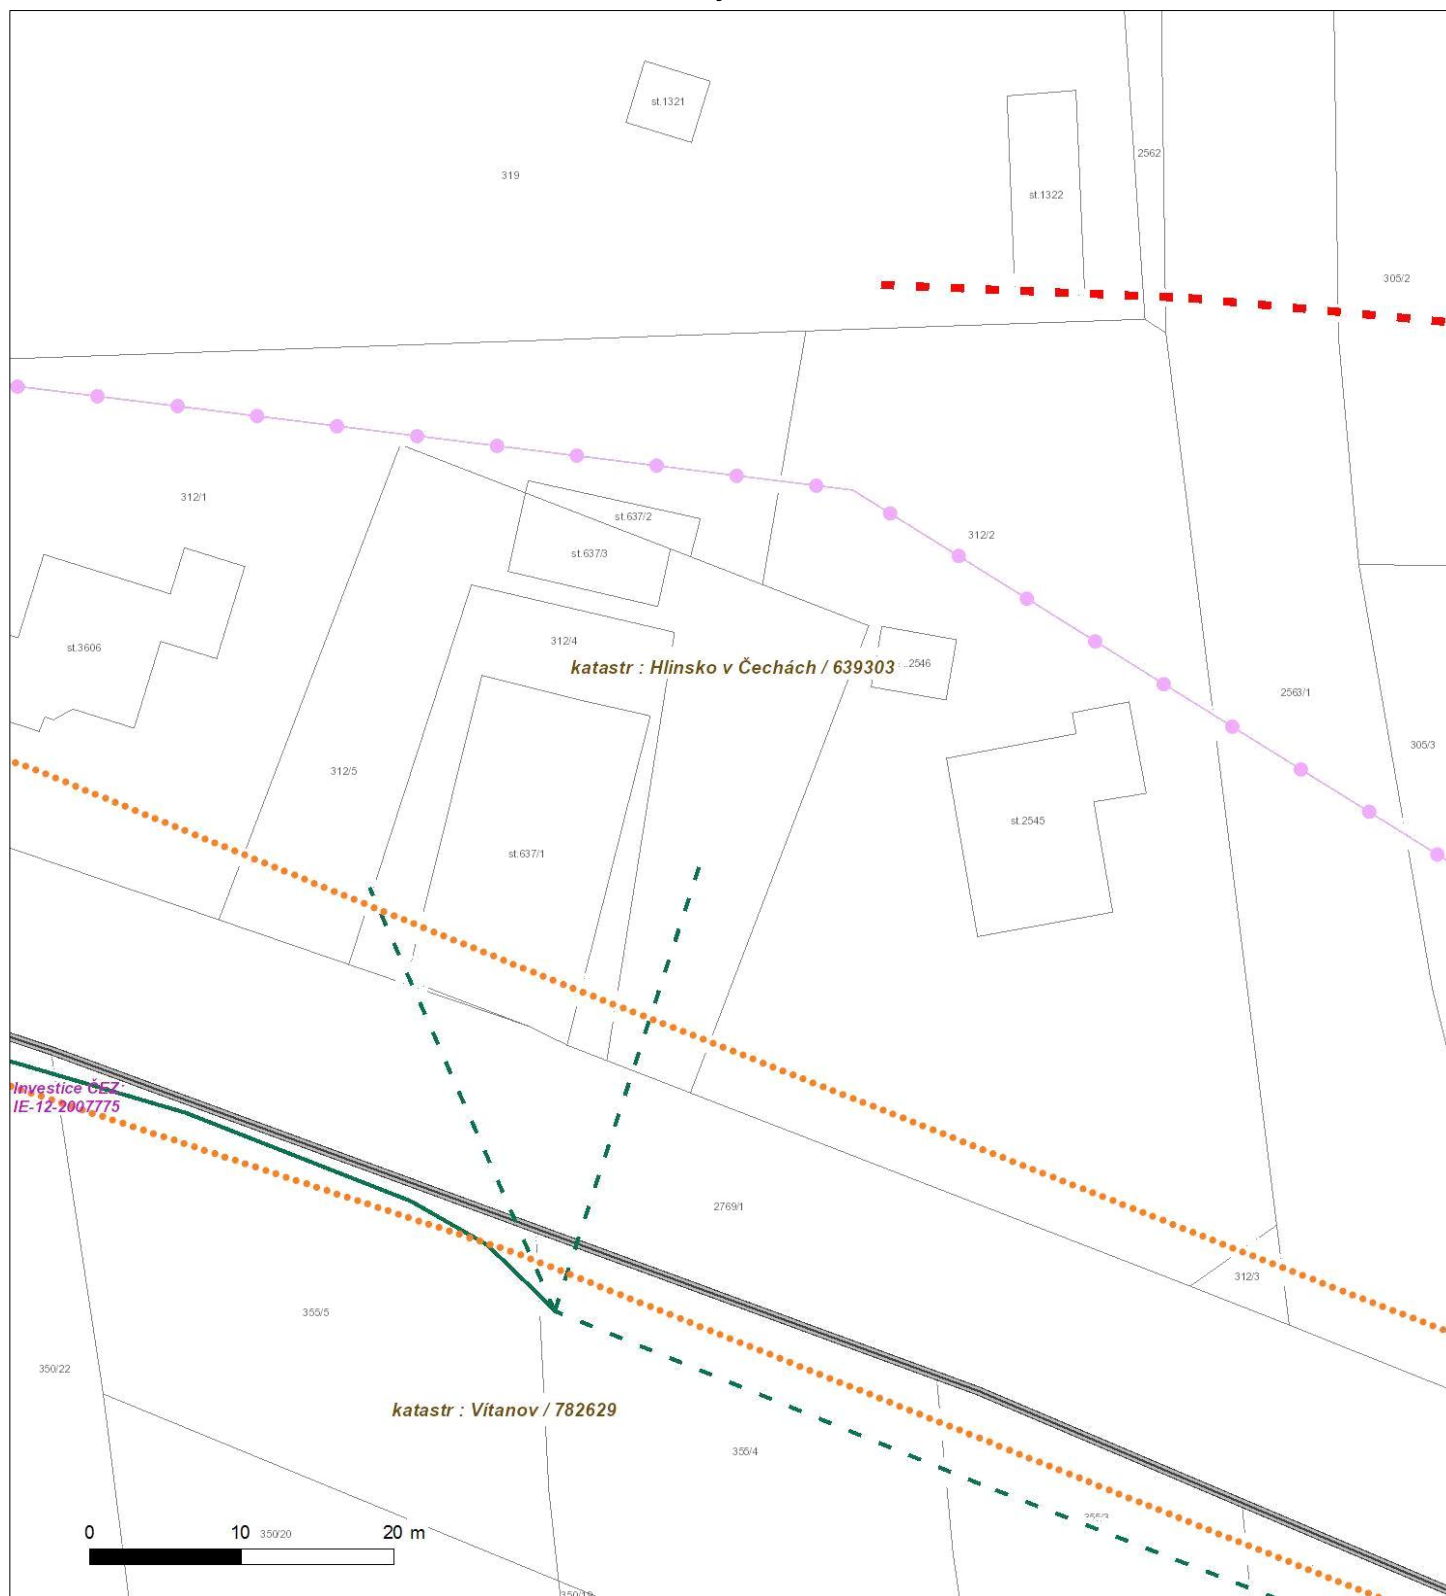 st.1321
2562
319
st.1322
305/2
312/1
st.637/2
312/2
st.637/3
312/4
st.3606
katastr : Hlinsko v Čechách / 639303
2546
2563/1
305/3
312/5
st.2545
st.637/1
Investice ČEZ:
IE-12-2007775
2769/1
312/3
355/5
350/22
katastr : Vítanov / 782629
355/4
355/3
0 10 20 m
350/20